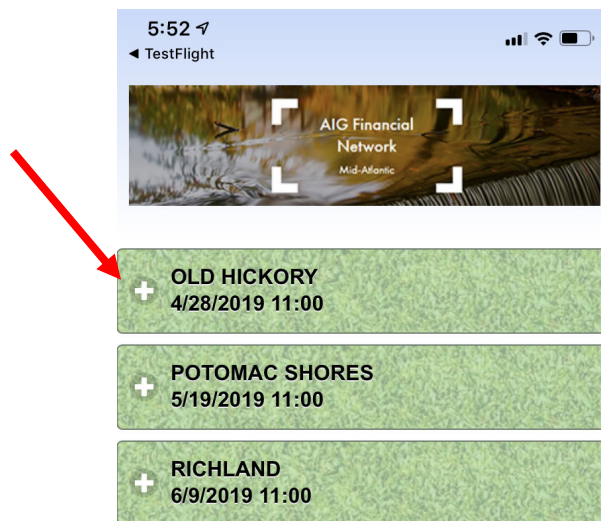 5:52
◀ TestFlight
AIG Financial
Network
Mid-Atlantic
OLD HICKORY
4/28/2019 11:00
POTOMAC SHORES
5/19/2019 11:00
RICHLAND
6/9/2019 11:00